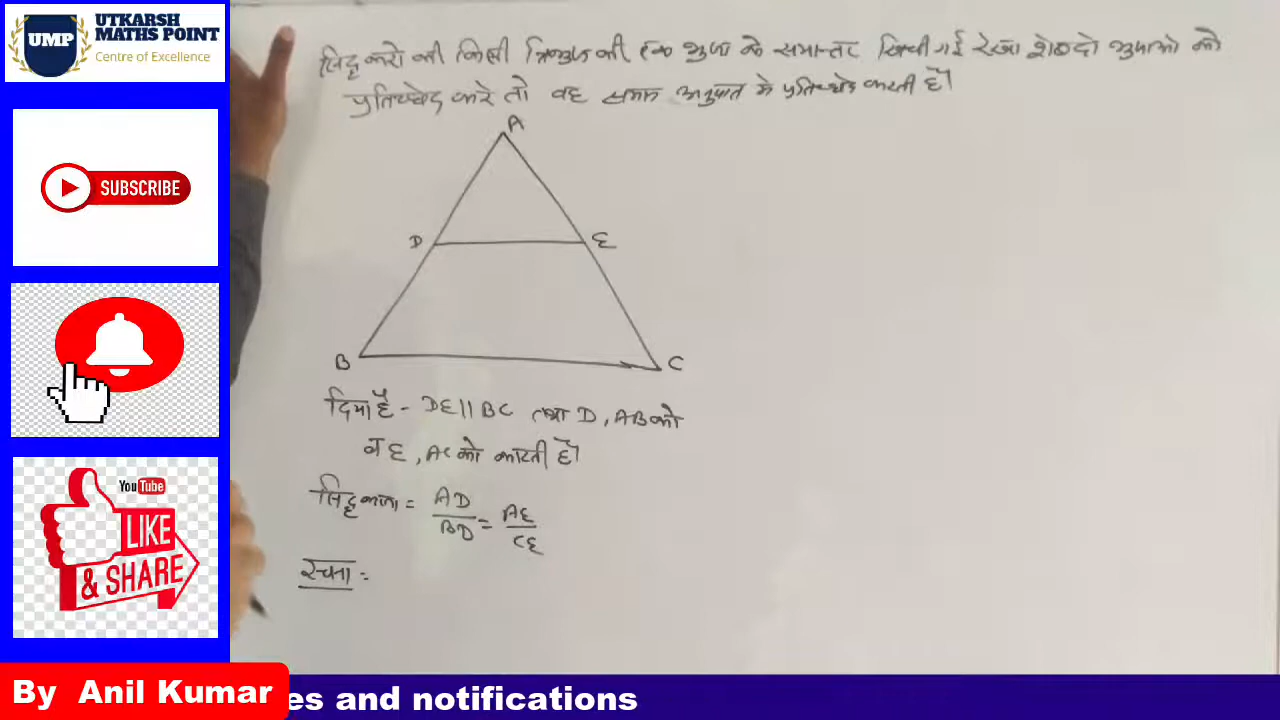 UTKARSH
MATHS POINT
UMP
Centre of Excellence
SUBSCRIBE
YouTube
LIKE
& SHARE
By Anil Kumar
es and notifications
सिद्ध करो की किसी त्रिभुज की एक भुजा के समान्तर खिची गई रेखा शेष दो भुजाओ को
प्रतिच्छेद करे तो वह समान अनुपात मे प्रतिच्छेद करती है।
A
D E
B C
दिया है - DE||BC तथा D, AB को
व E, AC को काटती है।
सिद्ध करना = AD/BD = AE/CE
रचना :-